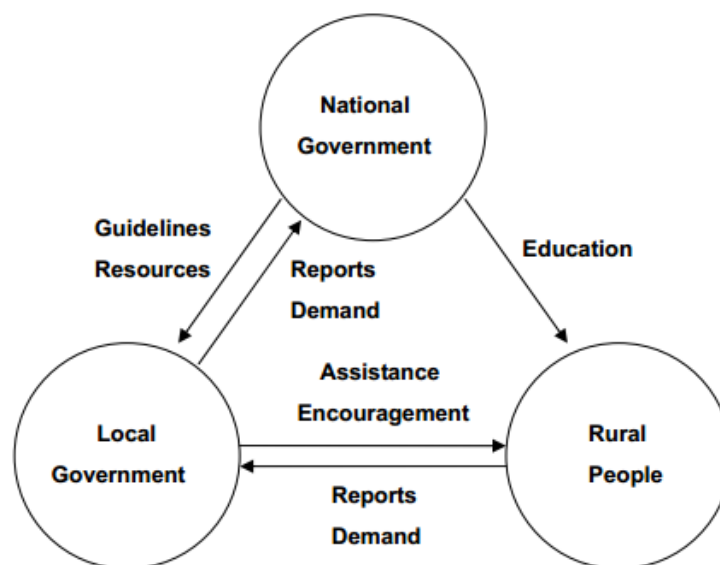 National
Government
Guidelines
Resources
Reports
Demand
Education
Assistance
Encouragement
Local
Government
Rural
People
Reports
Demand